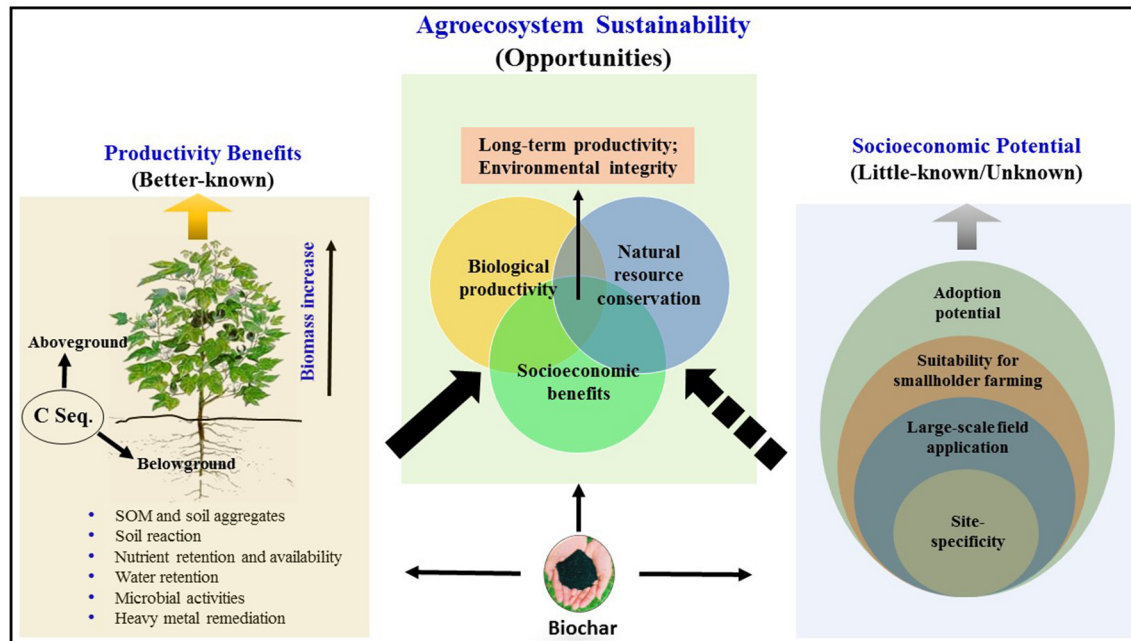 Agroecosystem Sustainability
(Opportunities)
Productivity Benefits
(Better-known)
Biomass increase
Aboveground
C Seq.
Belowground
• SOM and soil aggregates
• Soil reaction
• Nutrient retention and availability
• Water retention
• Microbial activities
• Heavy metal remediation
Long-term productivity;
Environmental integrity
Biological
productivity
Natural
resource
conservation
Socioeconomic
benefits
Biochar
Socioeconomic Potential
(Little-known/Unknown)
Adoption
potential
Suitability for
smallholder farming
Large-scale field
application
Site-
specificity